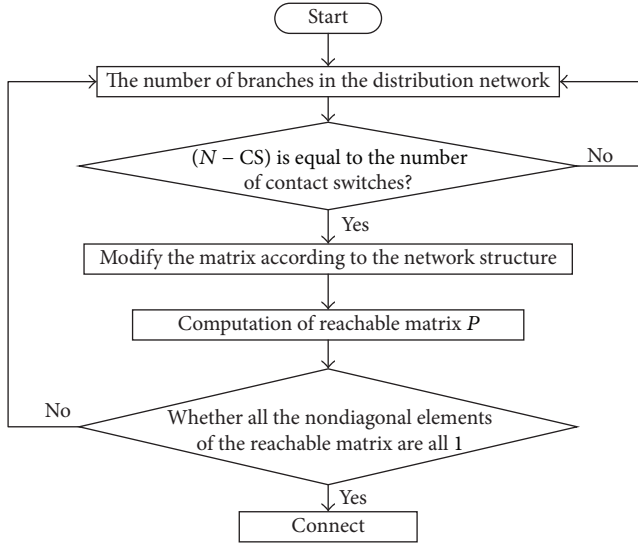 Start
The number of branches in the distribution network
(N − CS) is equal to the number
of contact switches?
No
Yes
Modify the matrix according to the network structure
Computation of reachable matrix P
No
Whether all the nondiagonal elements
of the reachable matrix are all 1
Yes
Connect